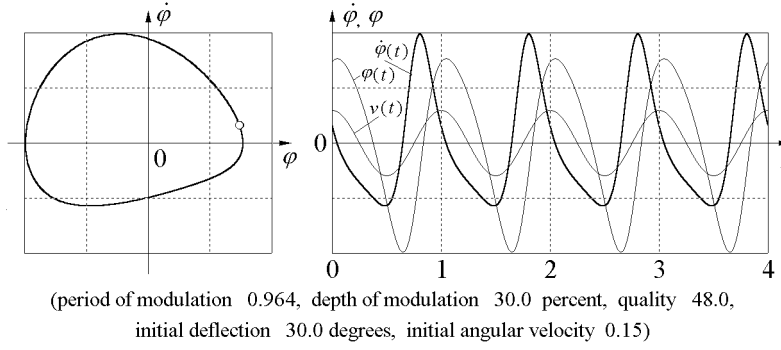 φ̇
0
φ
φ̇, φ
φ̇(t)
φ(t)
v(t)
0
0 1 2 3 4
(period of modulation 0.964, depth of modulation 30.0 percent, quality 48.0,
initial deflection 30.0 degrees, initial angular velocity 0.15)